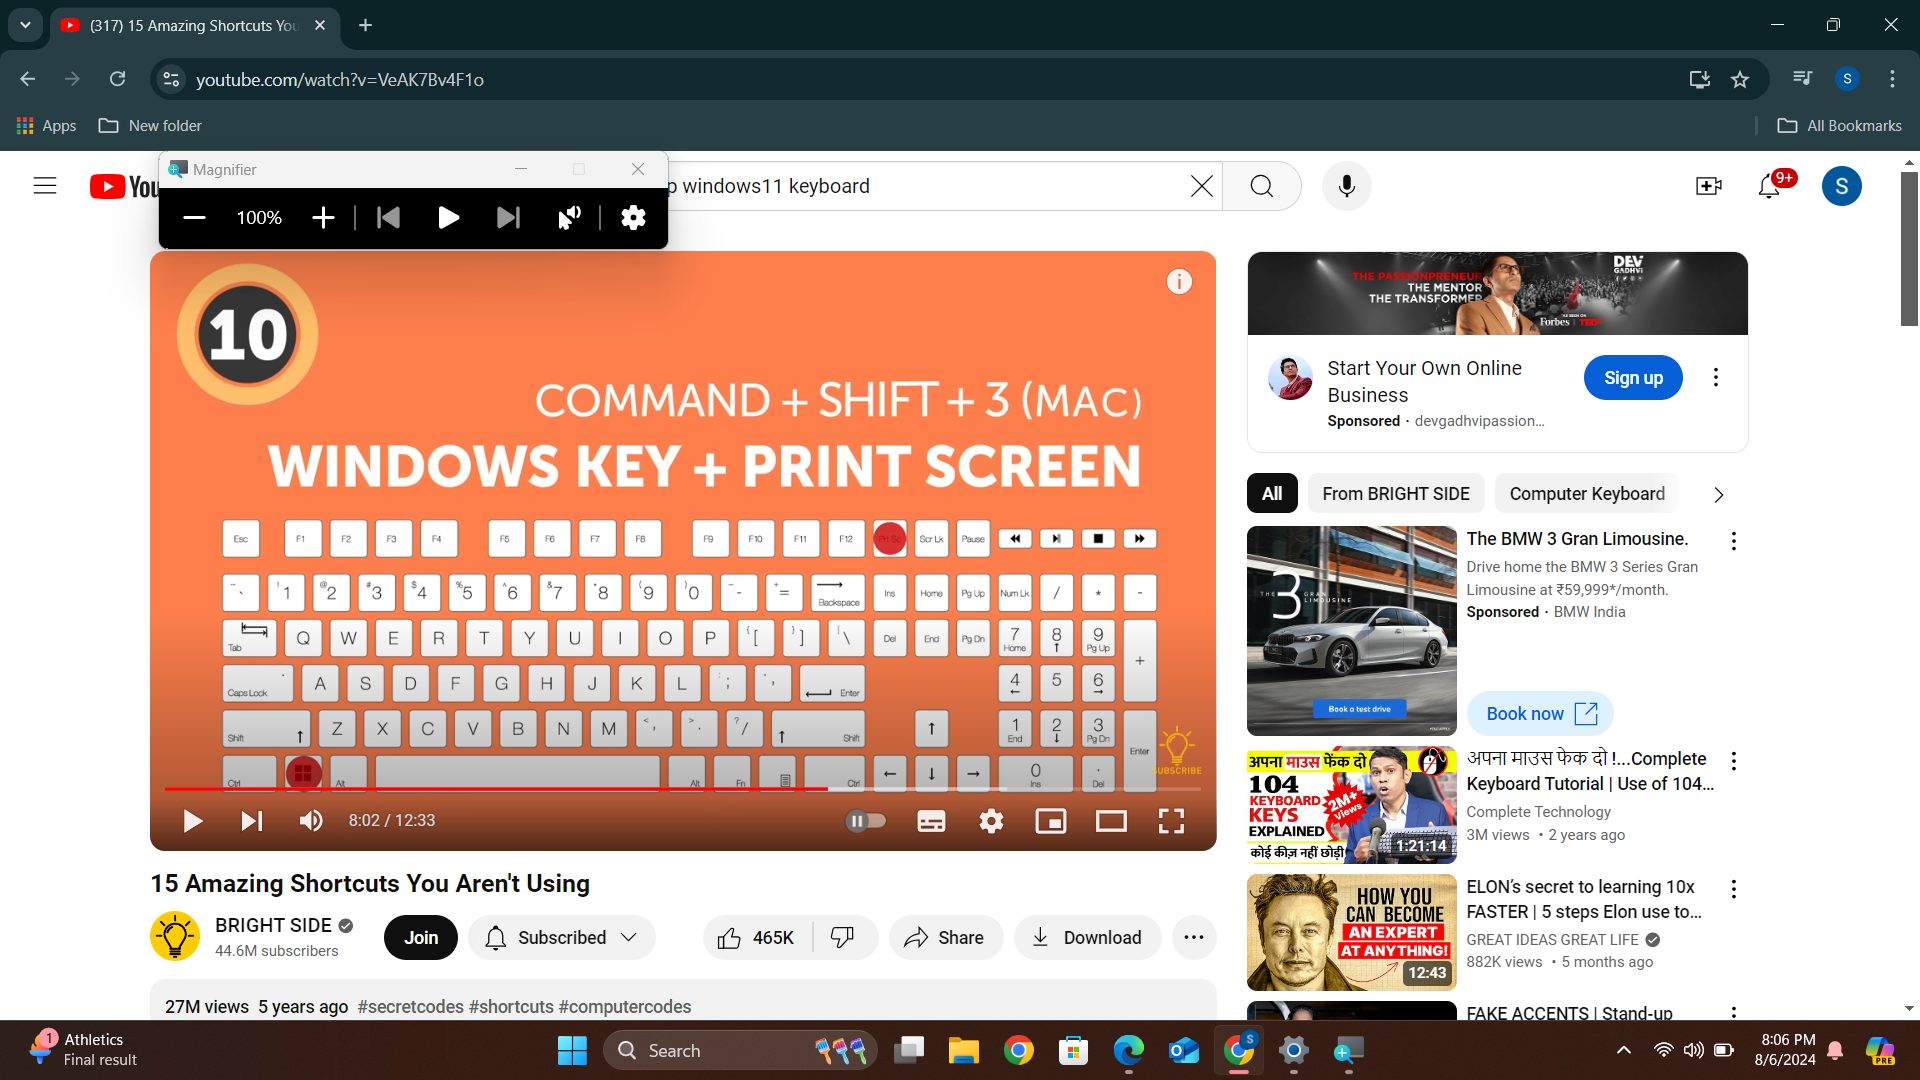 (317) 15 Amazing Shortcuts You
youtube.com/watch?v=VeAK7Bv4F1o
S
Apps
New folder
All Bookmarks
Magnifier
100%
You
windows11 keyboard
9+
S
10
COMMAND + SHIFT + 3 (MAC)
WINDOWS KEY + PRINT SCREEN
Esc F1 F2 F3 F4 F5 F6 F7 F8 F9 F10 F11 F12 Prt Sc Scr Lk Pause
~ ` ! 1 @ 2 # 3 $ 4 % 5 ^ 6 & 7 * 8 ( 9 ) 0 _ - + = Backspace Ins Home Pg Up Num Lk / * -
Tab Q W E R T Y U I O P { [ } ] | \ Del End Pg Dn 7 Home 8 ↑ 9 Pg Up +
Caps Lock A S D F G H J K L : ; " ' Enter 4 ← 5 6 →
Shift ↑ Z X C V B N M < , > . ? / ↑ Shift ↑ 1 End 2 ↓ 3 Pg Dn Enter
Ctrl Alt Alt Fn Ctrl ← ↓ → 0 Ins . Del
SUBSCRIBE
8:02 / 12:33
15 Amazing Shortcuts You Aren't Using
BRIGHT SIDE
44.6M subscribers
Join
Subscribed
465K
Share
Download
27M views 5 years ago #secretcodes #shortcuts #computercodes
THE PASSIONPRENEUR
THE MENTOR
THE TRANSFORMER
DEV
GADHVI
Forbes | TED
Start Your Own Online
Business
Sponsored · devgadhvipassion...
Sign up
All
From BRIGHT SIDE
Computer Keyboard
THE 3 GRAN LIMOUSINE
Book a test drive
The BMW 3 Gran Limousine.
Drive home the BMW 3 Series Gran
Limousine at ₹59,999*/month.
Sponsored · BMW India
Book now
अपना माउस फेंक दो
104
KEYBOARD
KEYS
EXPLAINED
2M+
Views
कोई कीज़ नहीं छोड़ी
1:21:14
अपना माउस फेक दो !...Complete
Keyboard Tutorial | Use of 104...
Complete Technology
3M views • 2 years ago
HOW YOU
CAN BECOME
AN EXPERT
AT ANYTHING!
12:43
ELON's secret to learning 10x
FASTER | 5 steps Elon use to...
GREAT IDEAS GREAT LIFE
882K views • 5 months ago
FAKE ACCENTS | Stand-up
1
Athletics
Final result
Search
S
8:06 PM
8/6/2024
PRE